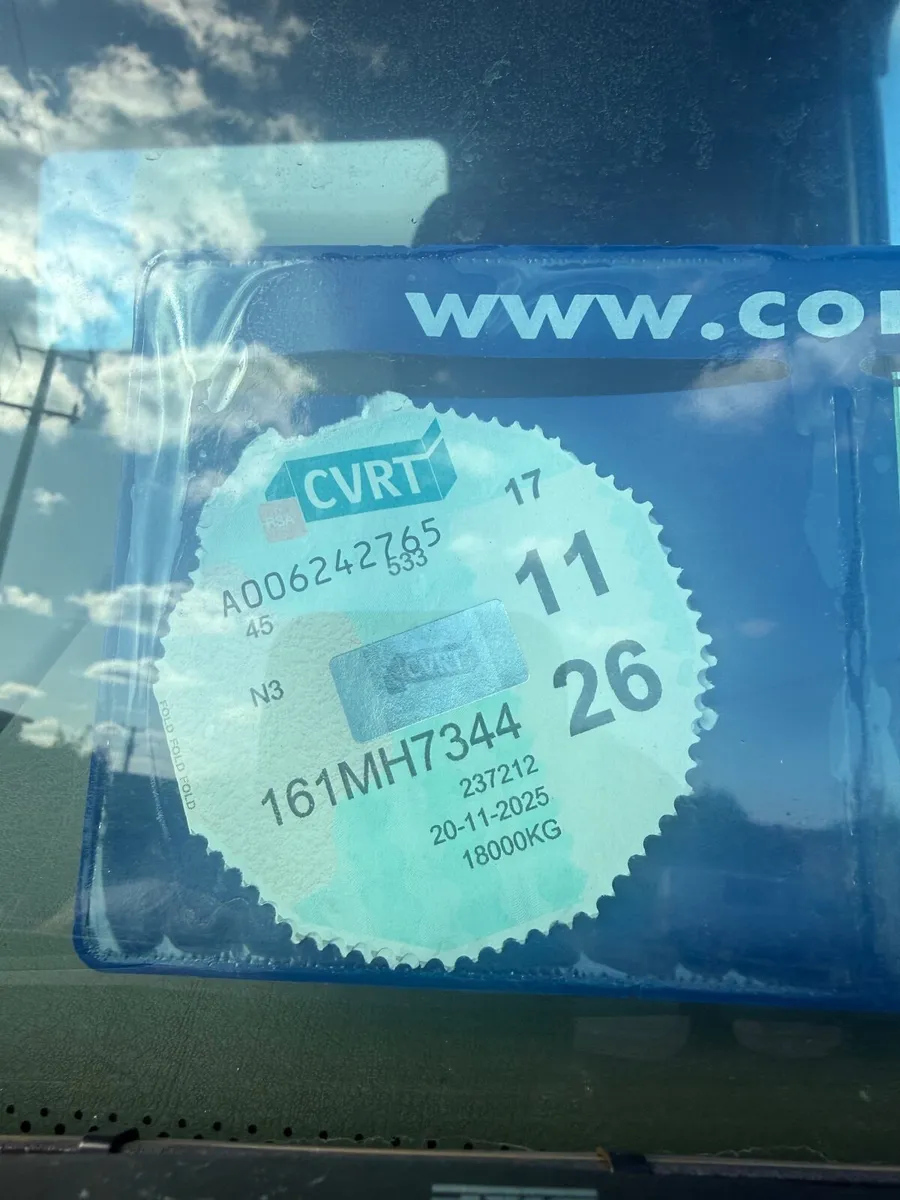 www.co
CVRT
RSA
17
A006242765
533
11
45
CVRT
26
N3
161MH7344
FOLD FOLD FOLD
237212
20-11-2025
18000KG